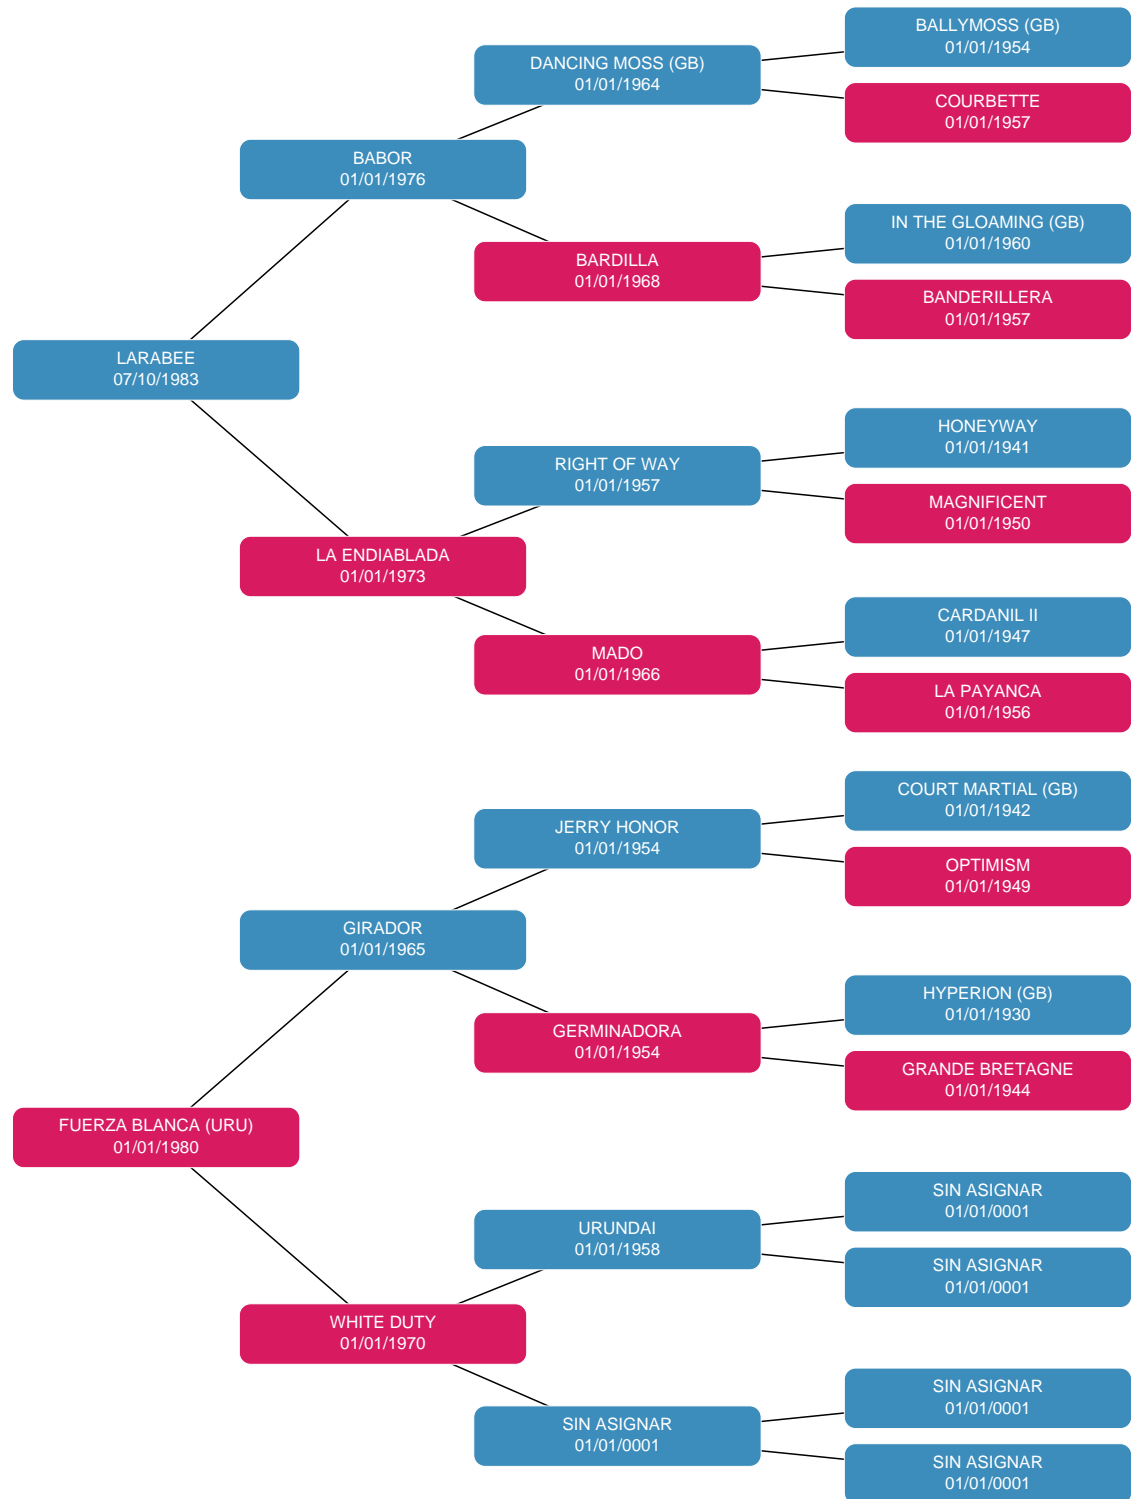 BALLYMOSS (GB)
01/01/1954
DANCING MOSS (GB)
01/01/1964
COURBETTE
01/01/1957
BABOR
01/01/1976
IN THE GLOAMING (GB)
01/01/1960
BARDILLA
01/01/1968
BANDERILLERA
01/01/1957
LARABEE
07/10/1983
HONEYWAY
01/01/1941
RIGHT OF WAY
01/01/1957
MAGNIFICENT
01/01/1950
LA ENDIABLADA
01/01/1973
CARDANIL II
01/01/1947
MADO
01/01/1966
LA PAYANCA
01/01/1956
COURT MARTIAL (GB)
01/01/1942
JERRY HONOR
01/01/1954
OPTIMISM
01/01/1949
GIRADOR
01/01/1965
HYPERION (GB)
01/01/1930
GERMINADORA
01/01/1954
GRANDE BRETAGNE
01/01/1944
FUERZA BLANCA (URU)
01/01/1980
SIN ASIGNAR
01/01/0001
URUNDAI
01/01/1958
SIN ASIGNAR
01/01/0001
WHITE DUTY
01/01/1970
SIN ASIGNAR
01/01/0001
SIN ASIGNAR
01/01/0001
SIN ASIGNAR
01/01/0001